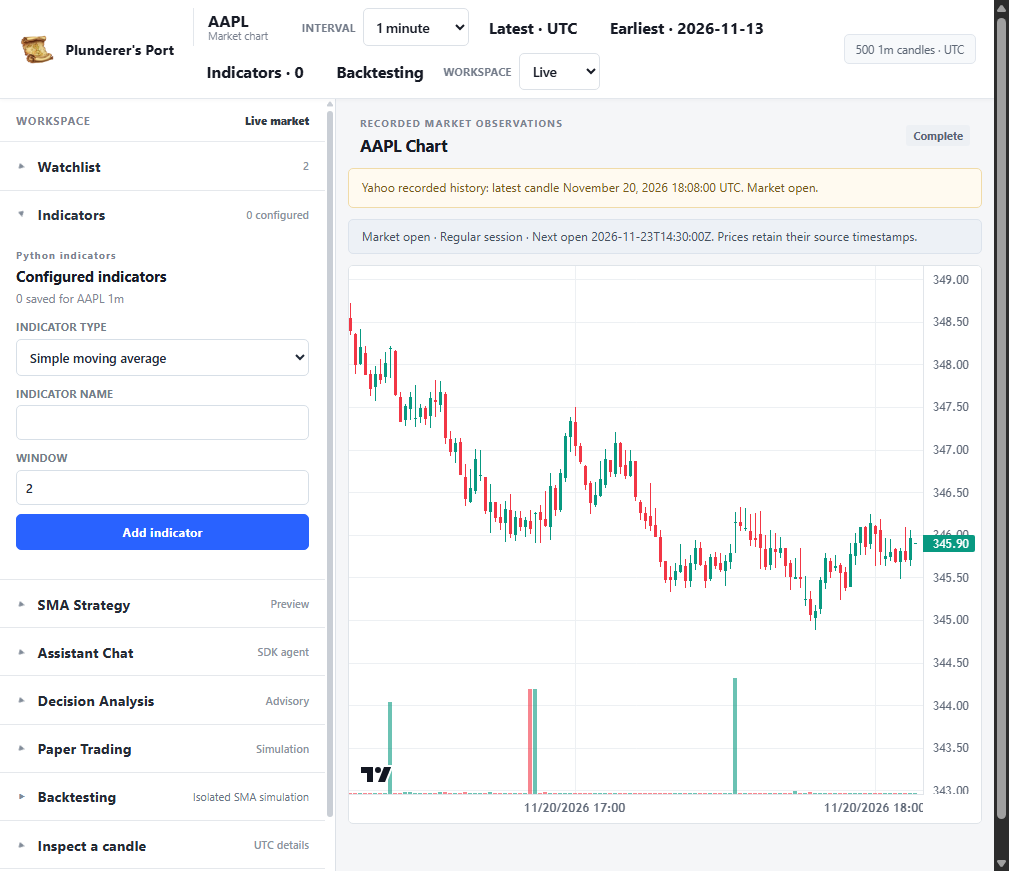 Plunderer's Port
AAPL
Market chart
INTERVAL
1 minute
Latest · UTC
Earliest · 2026-11-13
Indicators · 0
Backtesting
WORKSPACE
Live
500 1m candles · UTC
WORKSPACE
Live market
Watchlist
2
Indicators
0 configured
Python indicators
Configured indicators
0 saved for AAPL 1m
INDICATOR TYPE
Simple moving average
INDICATOR NAME
WINDOW
2
Add indicator
SMA Strategy
Preview
Assistant Chat
SDK agent
Decision Analysis
Advisory
Paper Trading
Simulation
Backtesting
Isolated SMA simulation
Inspect a candle
UTC details
RECORDED MARKET OBSERVATIONS
AAPL Chart
Complete
Yahoo recorded history: latest candle November 20, 2026 18:08:00 UTC. Market open.
Market open · Regular session · Next open 2026-11-23T14:30:00Z. Prices retain their source timestamps.
349.00
348.50
348.00
347.50
347.00
346.50
346.00
345.90
345.50
345.00
344.50
344.00
343.50
343.00
11/20/2026 17:00
11/20/2026 18:00